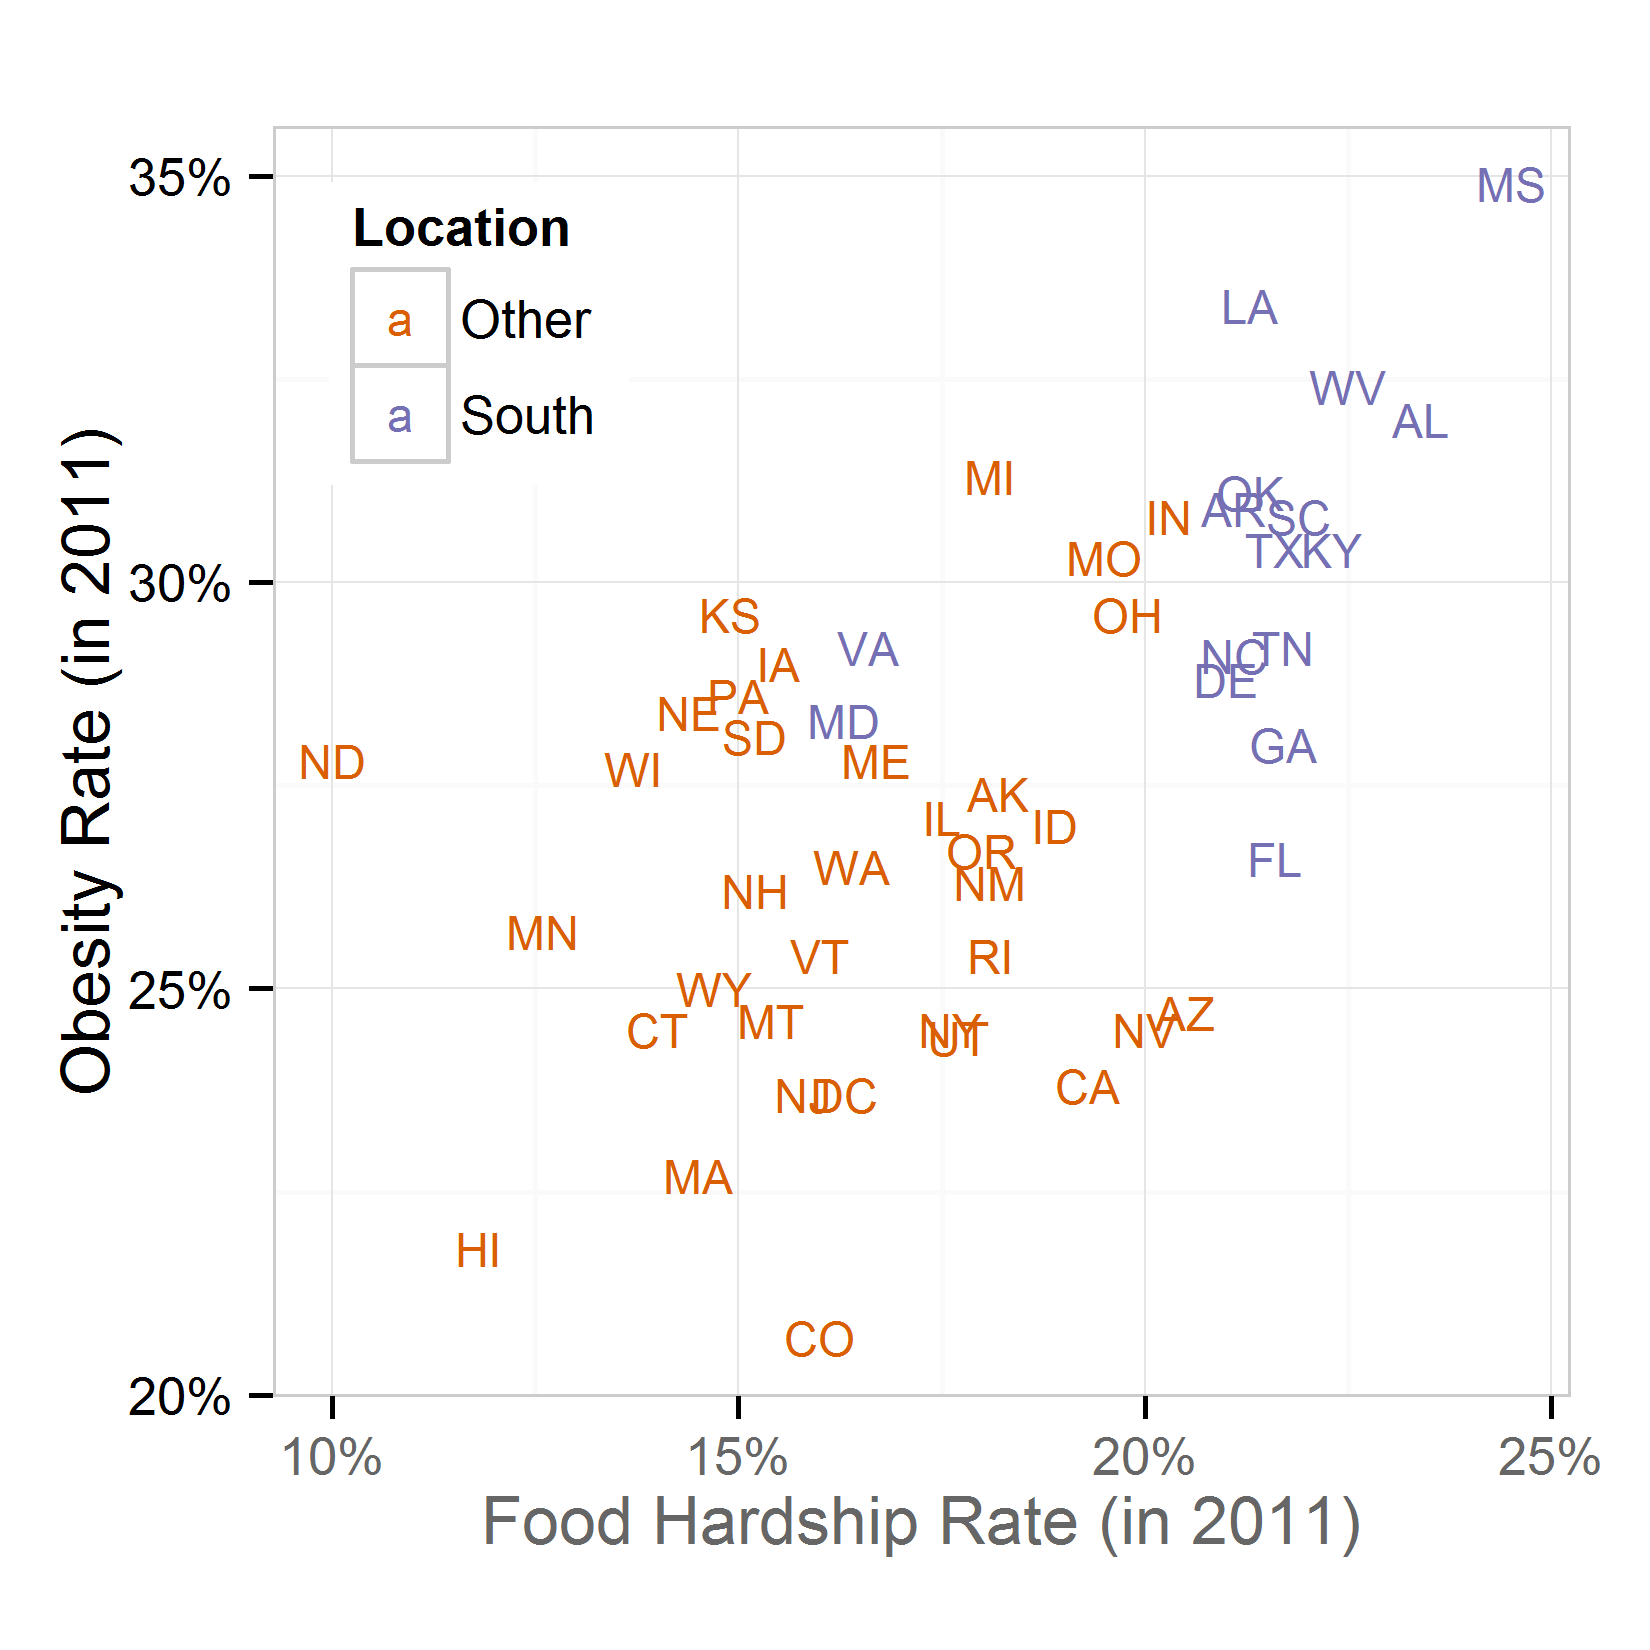 35%
MS
Location
a Other
LA
WV
a South
AL
MI
OK
AR SC
IN
TX KY
MO
30%
KS
OH
VA
TN
NC
IA
DE
PA
NE
MD
SD
GA
ND
WI
ME
AK
IL
ID
OR
FL
WA
NM
NH
MN
VT
RI
WY
25%
MT
AZ
CT
NY
NV
UT
CA
NJ
DC
MA
HI
CO
20%
10% 15% 20% 25%
Food Hardship Rate (in 2011)
Obesity Rate (in 2011)